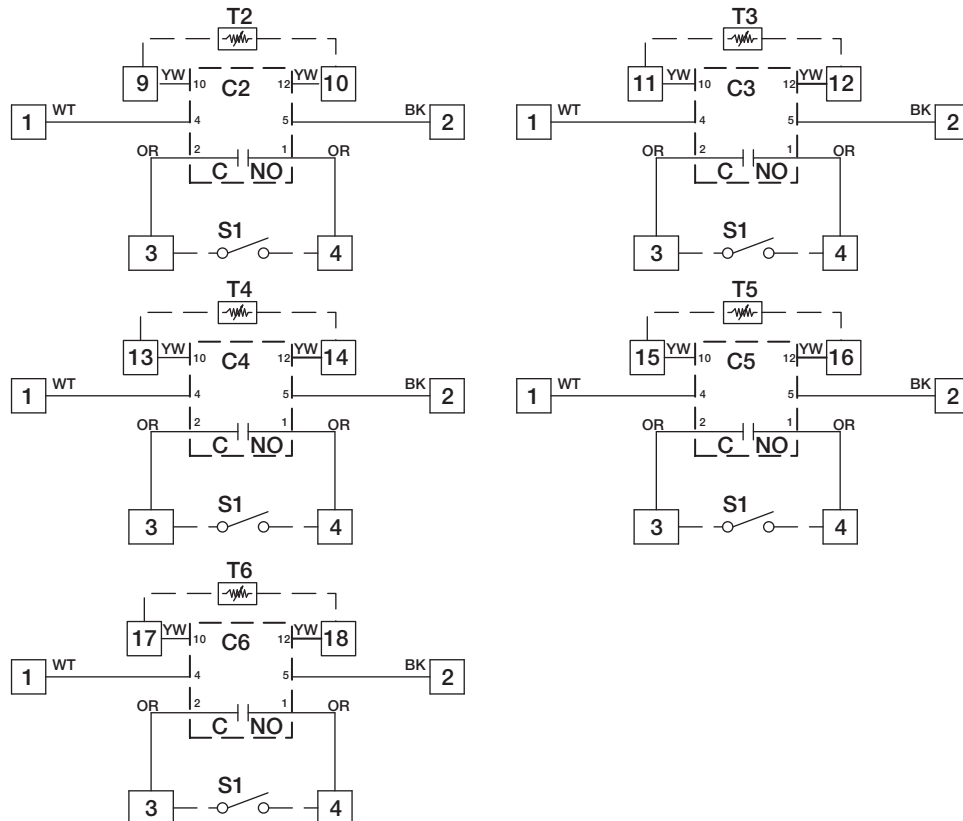 T2
9 YW 10 C2 12 YW 10
1 WT 4 5 BK 2
OR 2 1 OR
C NO
S1
3 4
T3
11 YW 10 C3 12 YW 12
1 WT 4 5 BK 2
OR 2 1 OR
C NO
S1
3 4
T4
13 YW 10 C4 12 YW 14
1 WT 4 5 BK 2
OR 2 1 OR
C NO
S1
3 4
T5
15 YW 10 C5 12 YW 16
1 WT 4 5 BK 2
OR 2 1 OR
C NO
S1
3 4
T6
17 YW 10 C6 12 YW 18
1 WT 4 5 BK 2
OR 2 1 OR
C NO
S1
3 4